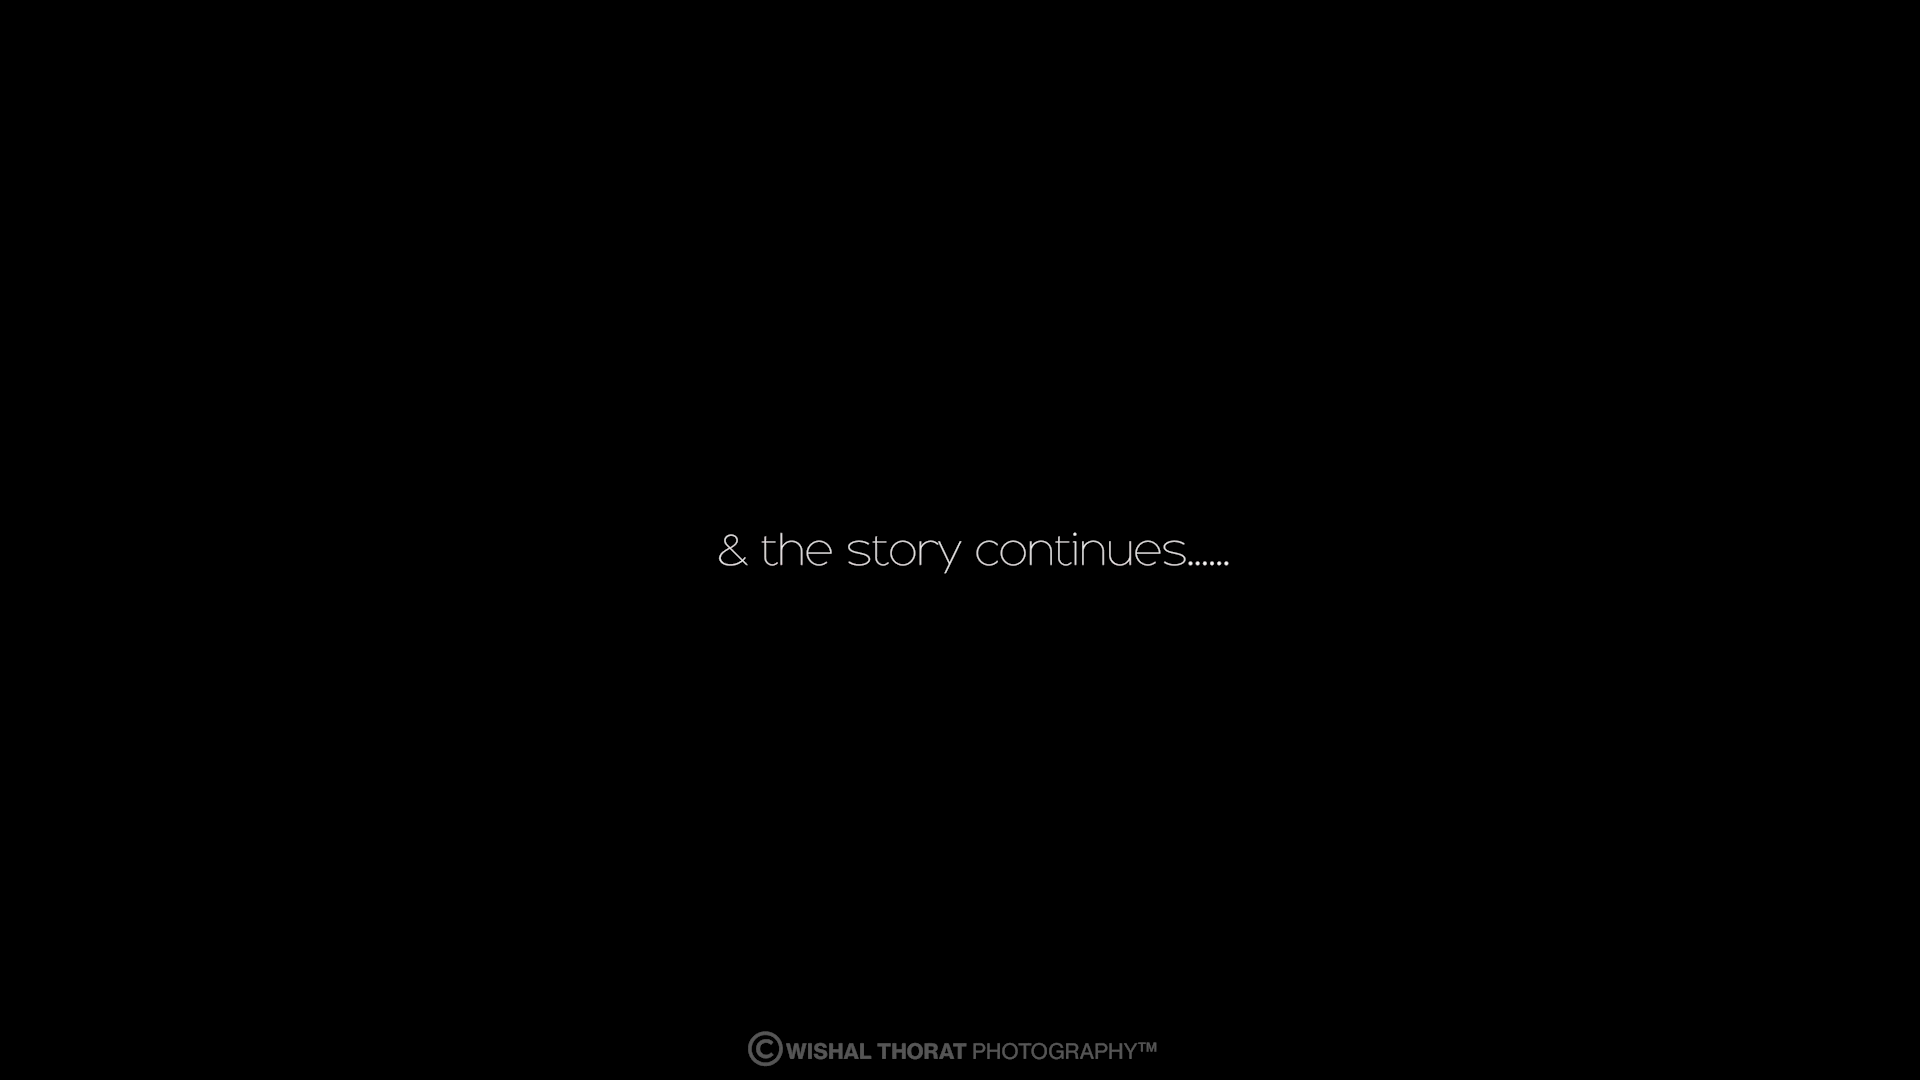 & the story continues......
©WISHAL THORAT PHOTOGRAPHY™